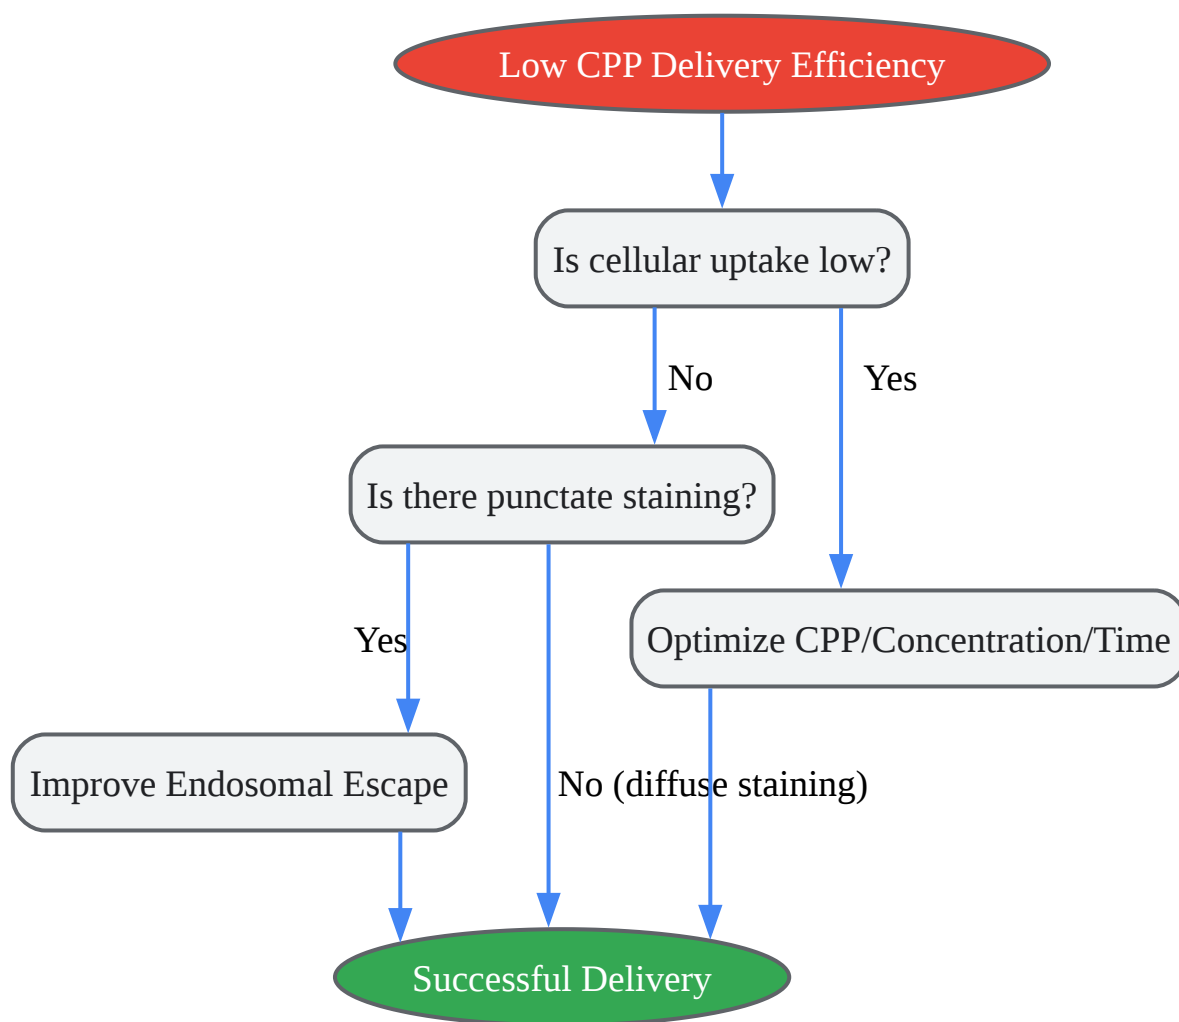 Low CPP Delivery Efficiency
Is cellular uptake low?
No
Yes
Is there punctate staining?
Yes
Optimize CPP/Concentration/Time
Improve Endosomal Escape
No (diffuse staining)
Successful Delivery